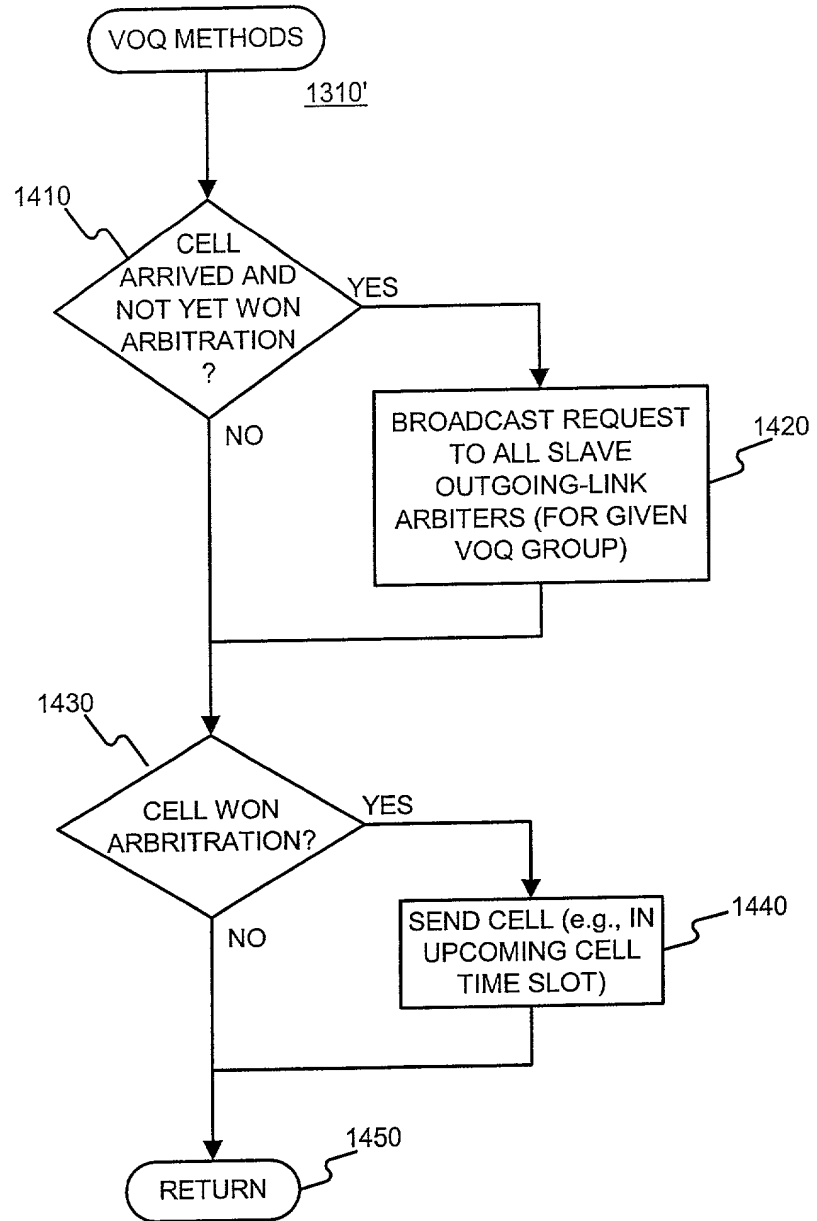 VOQ METHODS
1310'
1410
CELL
ARRIVED AND
NOT YET WON
ARBITRATION
?
YES
NO
BROADCAST REQUEST
TO ALL SLAVE
OUTGOING-LINK
ARBITERS (FOR GIVEN
VOQ GROUP)
1420
1430
CELL WON
ARBRITRATION?
YES
NO
SEND CELL (e.g., IN
UPCOMING CELL
TIME SLOT)
1440
1450
RETURN